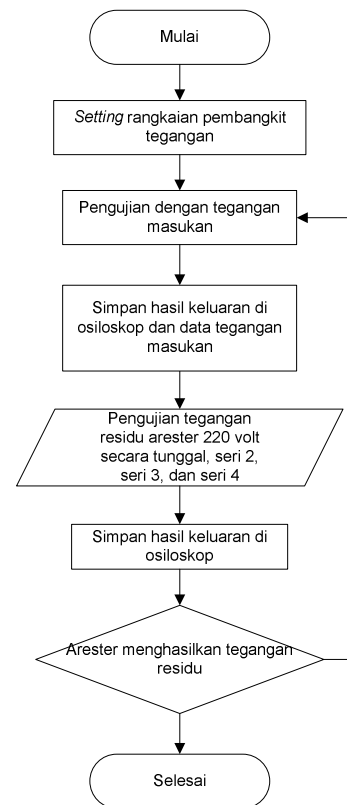 Mulai
Setting rangkaian pembangkit
tegangan
Pengujian dengan tegangan
masukan
Simpan hasil keluaran di
osiloskop dan data tegangan
masukan
Pengujian tegangan
residu arester 220 volt
secara tunggal, seri 2,
seri 3, dan seri 4
Simpan hasil keluaran di
osiloskop
Arester menghasilkan tegangan
residu
Selesai